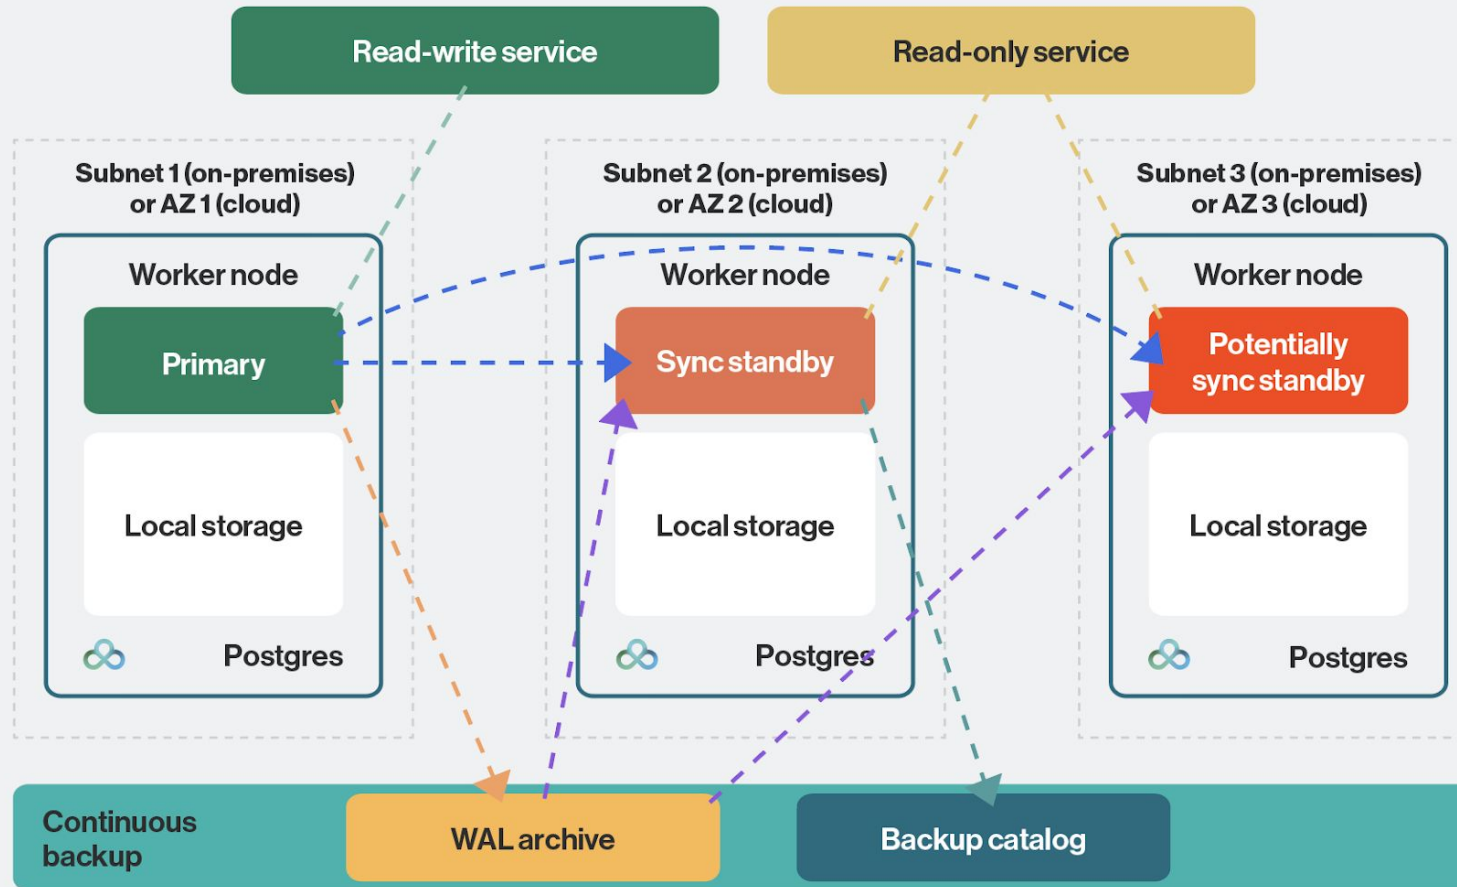 Read-write service
Read-only service
Subnet 1 (on-premises)
or AZ 1 (cloud)
Subnet 2 (on-premises)
or AZ 2 (cloud)
Subnet 3 (on-premises)
or AZ 3 (cloud)
Worker node
Worker node
Worker node
Primary
Sync standby
Potentially
sync standby
Local storage
Local storage
Local storage
Postgres
Postgres
Postgres
Continuous
backup
WAL archive
Backup catalog